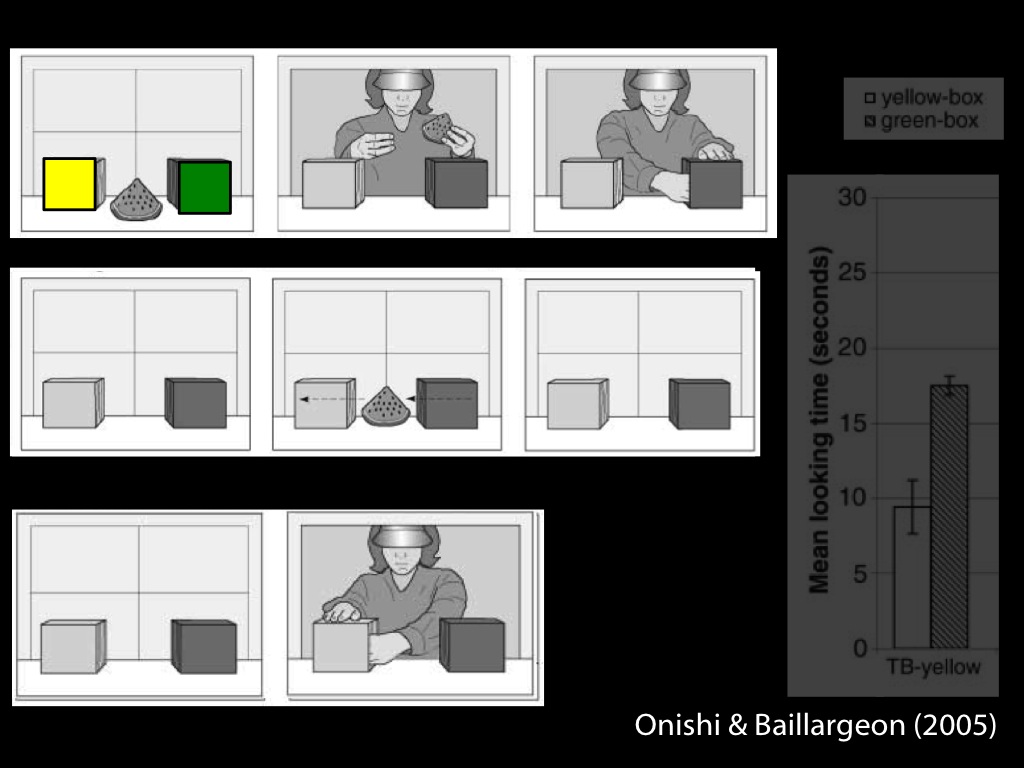 yellow-box
green-box
30
25
20
15
10
5
0
Mean looking time (seconds)
TB-yellow
Onishi & Baillargeon (2005)